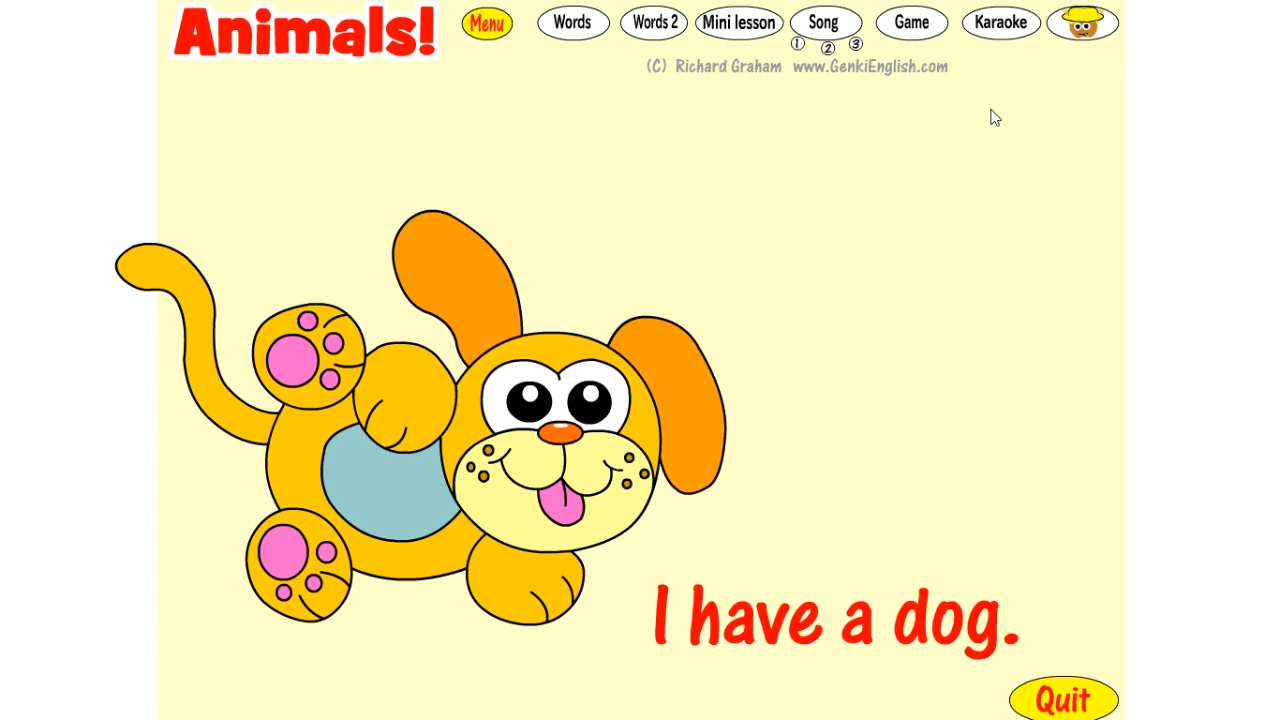 Animals!
Menu Words Words 2 Mini lesson Song Game Karaoke
1 2 3
(C) Richard Graham www.GenkiEnglish.com
I have a dog.
Quit